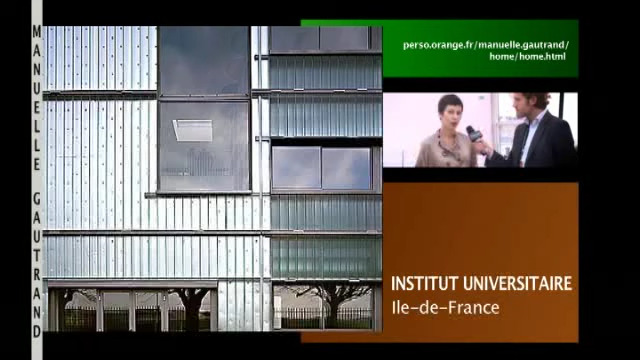 MANUELLE GAUTRAND
perso.orange.fr/manuelle.gautrand/
home/home.html
INSTITUT UNIVERSITAIRE
Ile-de-France